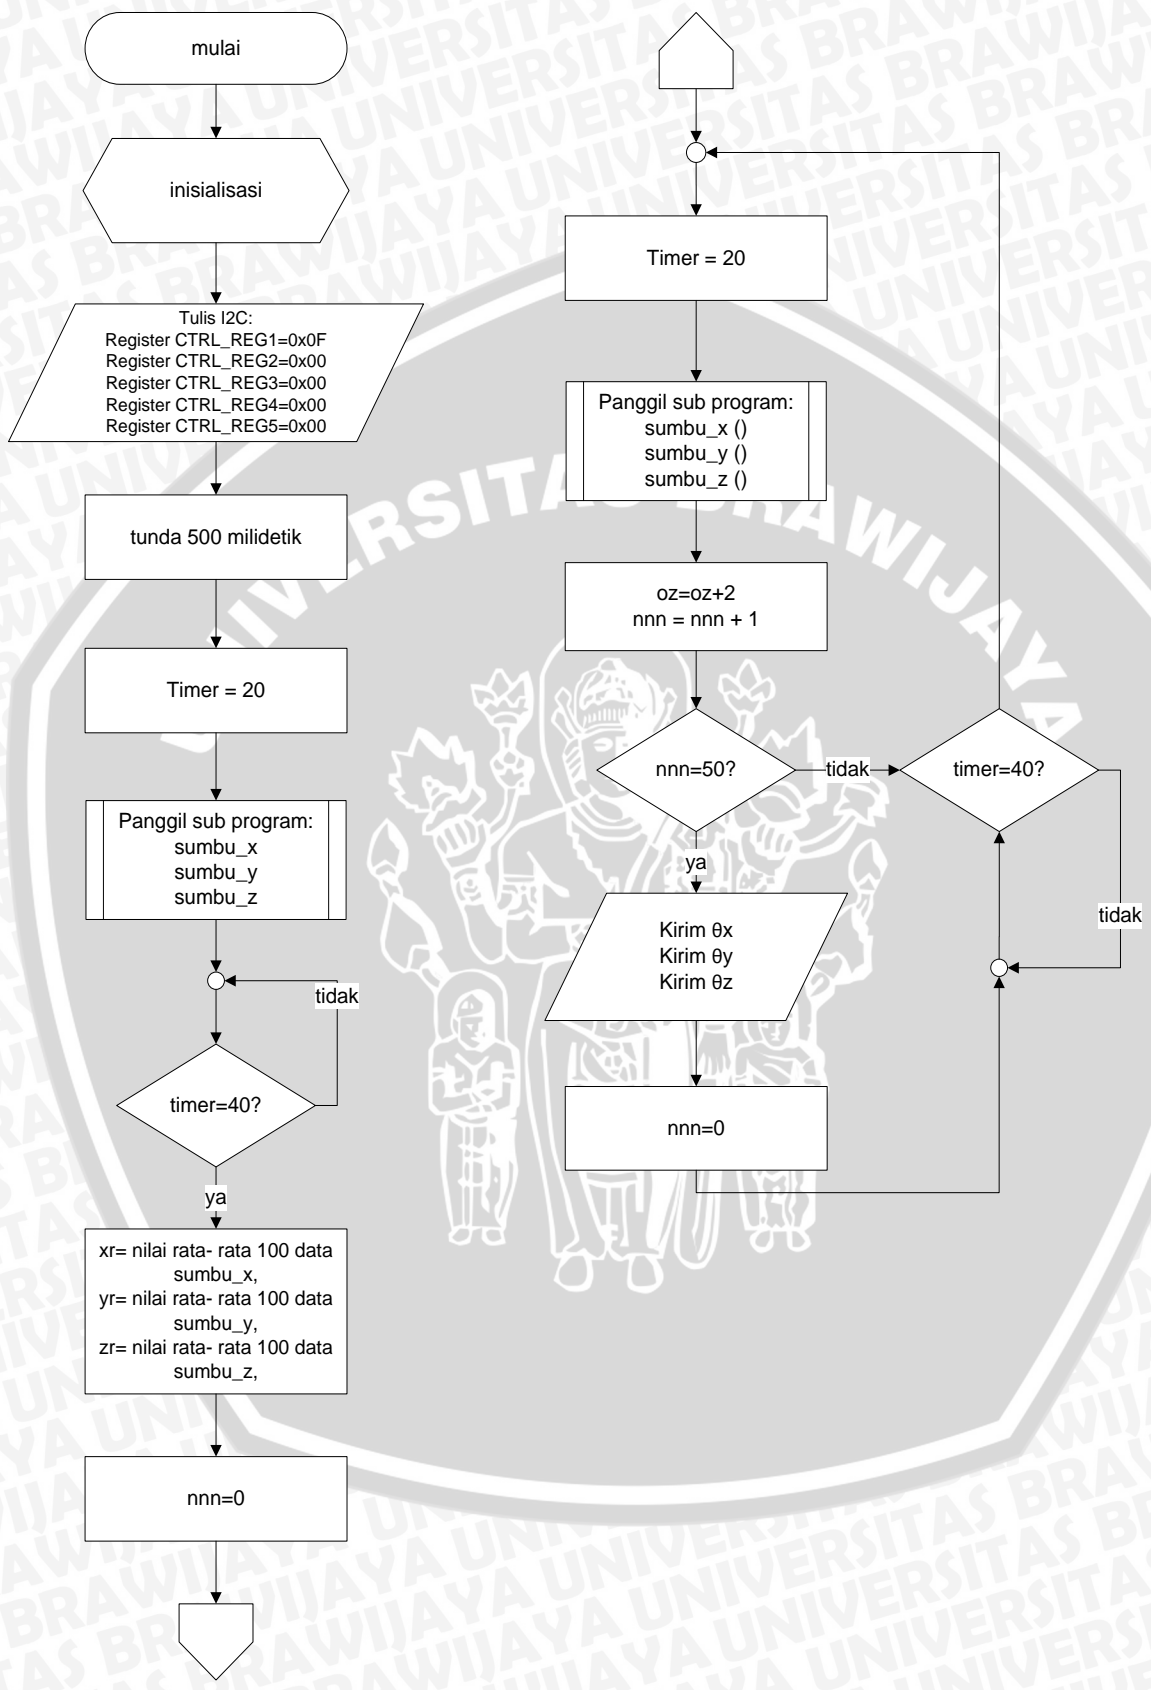 mulai
inisialisasi
Tulis I2C:
Register CTRL_REG1=0x0F
Register CTRL_REG2=0x00
Register CTRL_REG3=0x00
Register CTRL_REG4=0x00
Register CTRL_REG5=0x00
tunda 500 milidetik
Timer = 20
Panggil sub program:
sumbu_x
sumbu_y
sumbu_z
tidak
timer=40?
ya
xr= nilai rata- rata 100 data
sumbu_x,
yr= nilai rata- rata 100 data
sumbu_y,
zr= nilai rata- rata 100 data
sumbu_z,
nnn=0
Timer = 20
Panggil sub program:
sumbu_x ()
sumbu_y ()
sumbu_z ()
oz=oz+2
nnn = nnn + 1
nnn=50?
tidak
timer=40?
ya
tidak
Kirim θx
Kirim θy
Kirim θz
nnn=0
UNIVERSITAS BRAWIJAYA